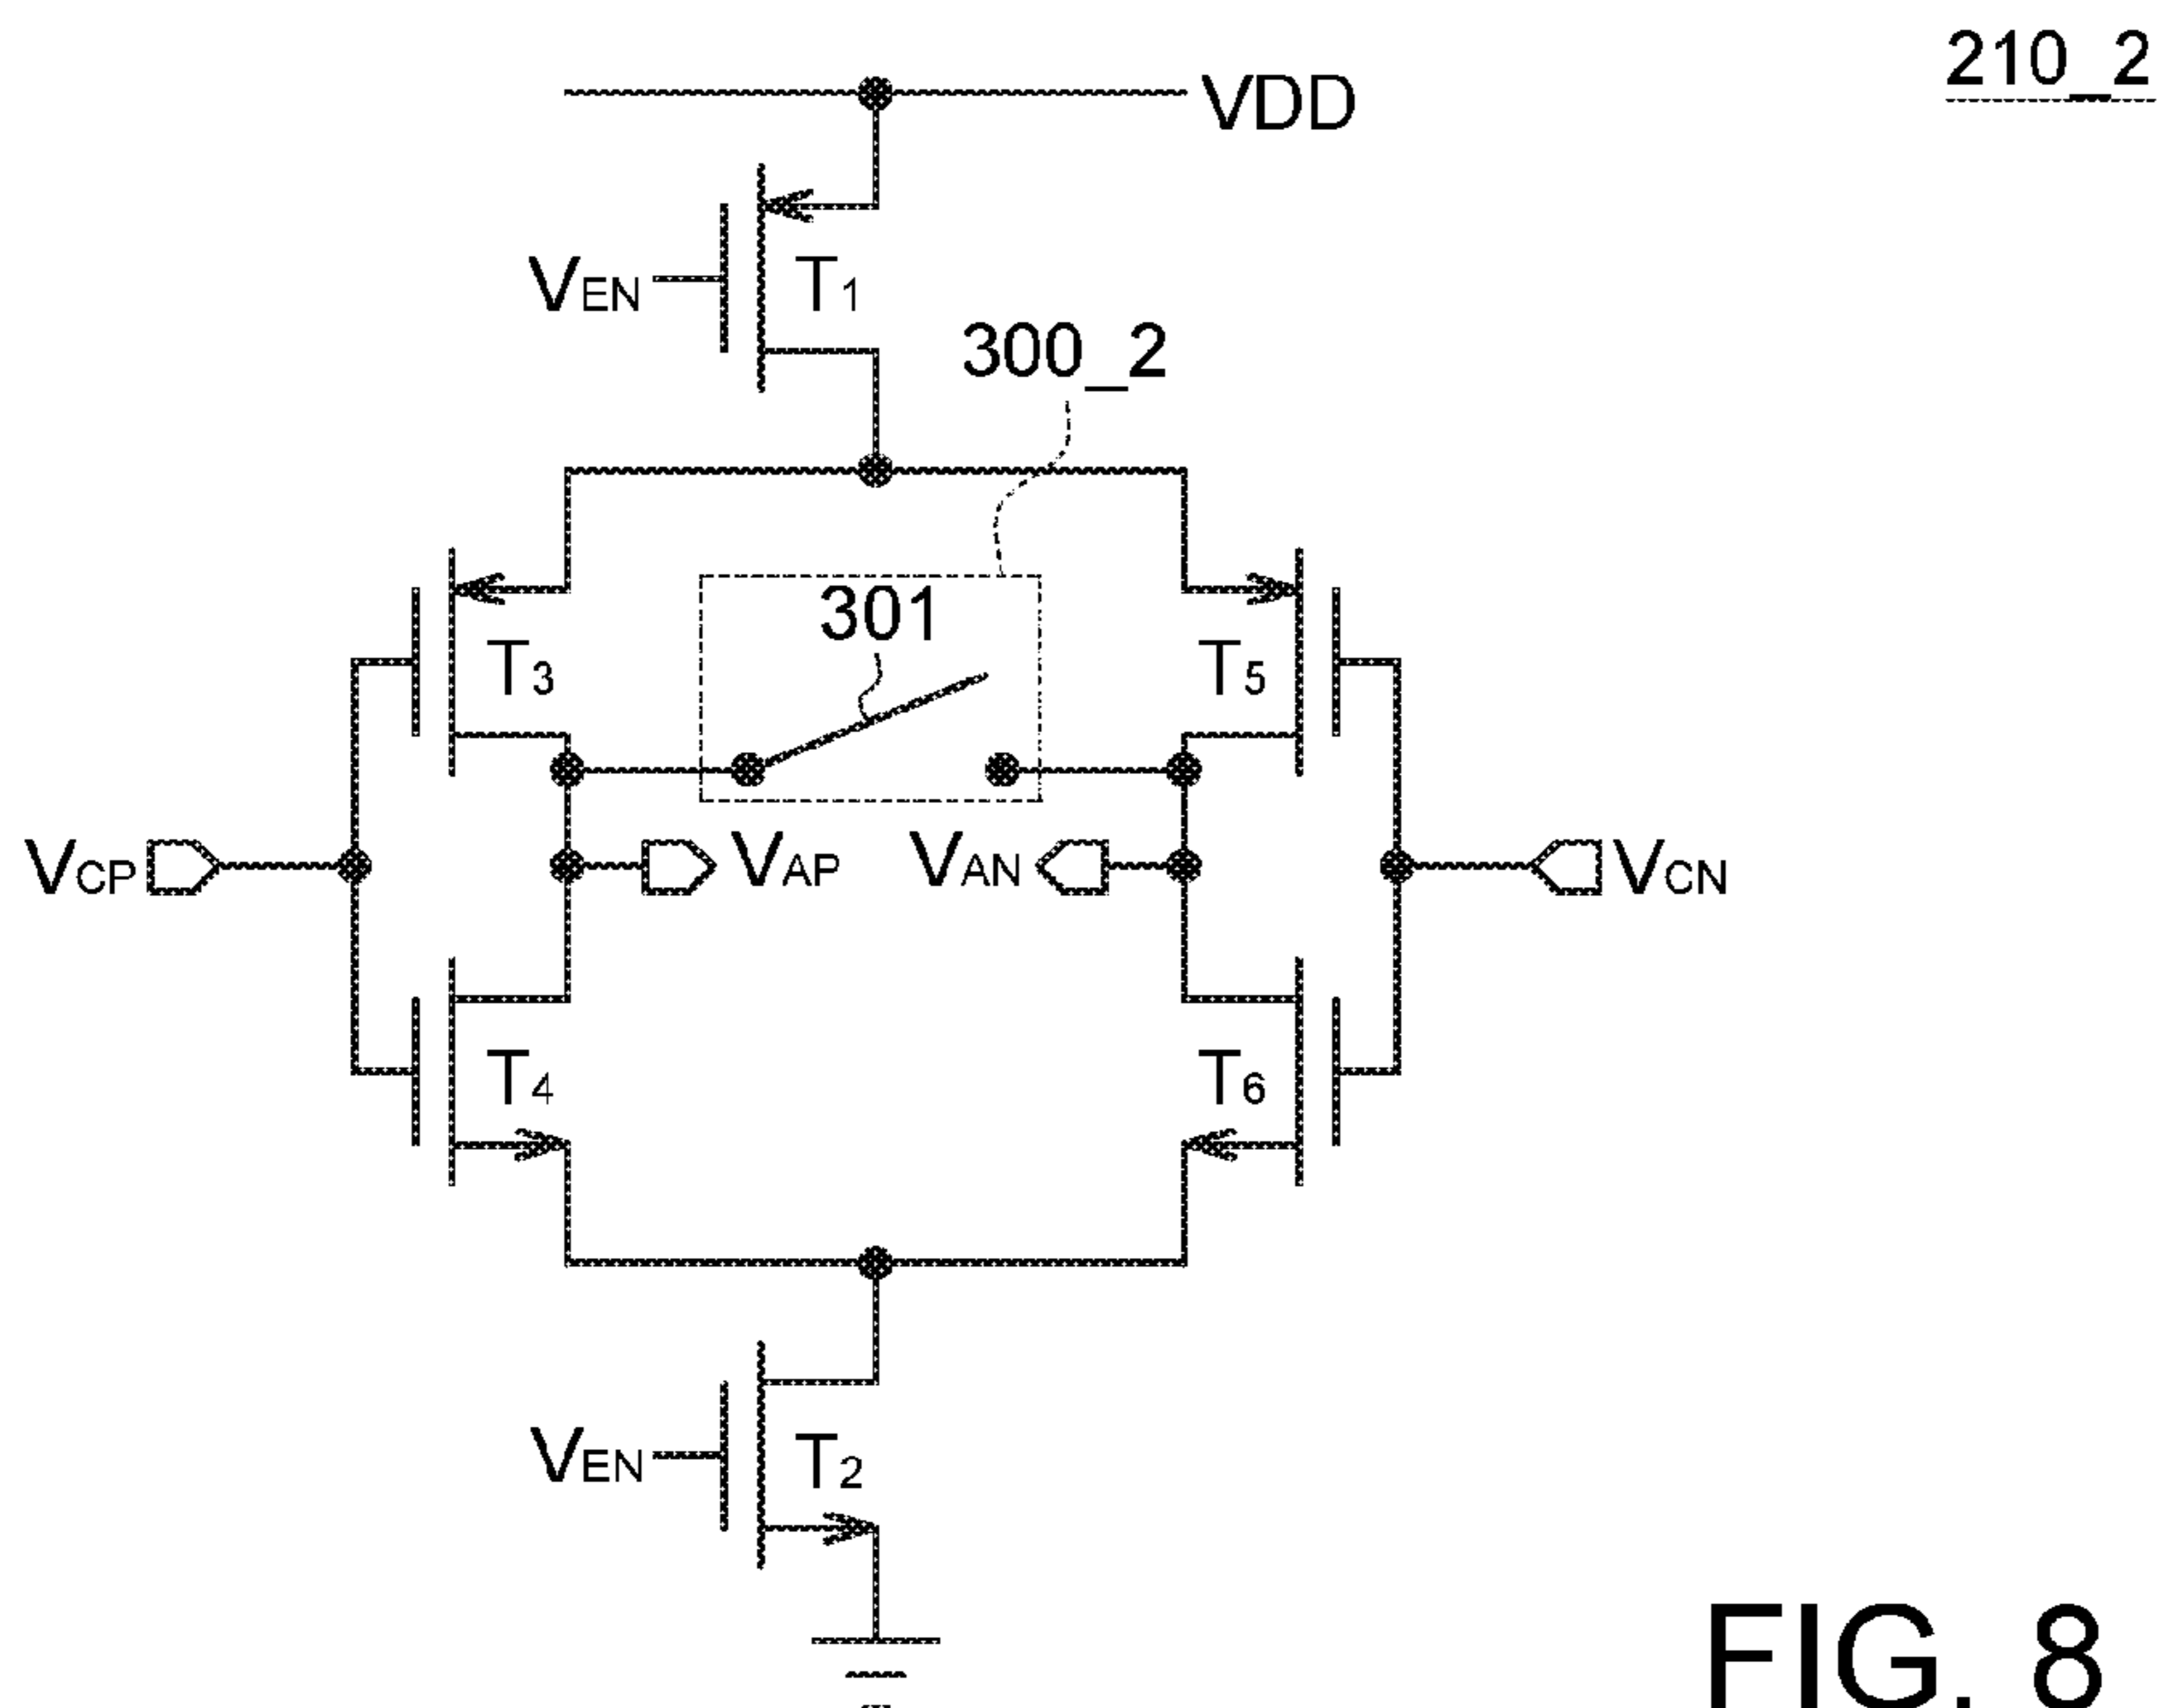 210_2
VDD
VEN
T1
300_2
301
T3
T5
VCP
VAP
VAN
VCN
T4
T6
VEN
T2
FIG. 8